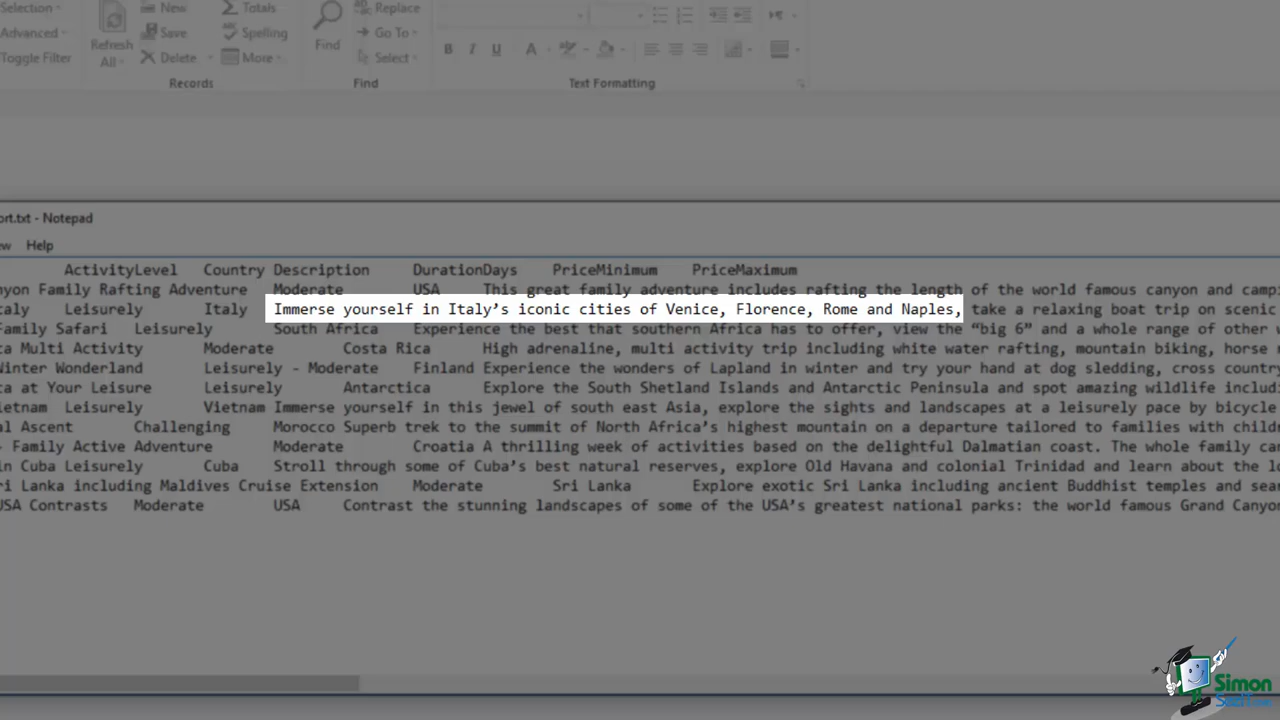 Selection
New
Totals
Replace
Advanced
Refresh All
Save
Spelling
Find
Go To
Toggle Filter
Delete
More
Select
B I U A
Records
Find
Text Formatting
ort.txt - Notepad
ew Help
ActivityLevel Country Description DurationDays PriceMinimum PriceMaximum
nyon Family Rafting Adventure Moderate USA This great family adventure includes rafting the length of the world famous canyon and campi
taly Leisurely Italy Immerse yourself in Italy’s iconic cities of Venice, Florence, Rome and Naples, take a relaxing boat trip on scenic
Family Safari Leisurely South Africa Experience the best that southern Africa has to offer, view the “big 6” and a whole range of other
ca Multi Activity Moderate Costa Rica High adrenaline, multi activity trip including white water rafting, mountain biking, horse
Winter Wonderland Leisurely - Moderate Finland Experience the wonders of Lapland in winter and try your hand at dog sledding, cross country
ca at Your Leisure Leisurely Antarctica Explore the South Shetland Islands and Antarctic Peninsula and spot amazing wildlife includi
ietnam Leisurely Vietnam Immerse yourself in this jewel of south east Asia, explore the sights and landscapes at a leisurely pace by bicycle
al Ascent Challenging Morocco Superb trek to the summit of North Africa’s highest mountain on a departure tailored to families with childr
- Family Active Adventure Moderate Croatia A thrilling week of activities based on the delightful Dalmatian coast. The whole family ca
in Cuba Leisurely Cuba Stroll through some of Cuba’s best natural reserves, explore Old Havana and colonial Trinidad and learn about the lo
ri Lanka including Maldives Cruise Extension Moderate Sri Lanka Explore exotic Sri Lanka including ancient Buddhist temples and sear
USA Contrasts Moderate USA Contrast the stunning landscapes of some of the USA’s greatest national parks: the world famous Grand Canyo
Simon